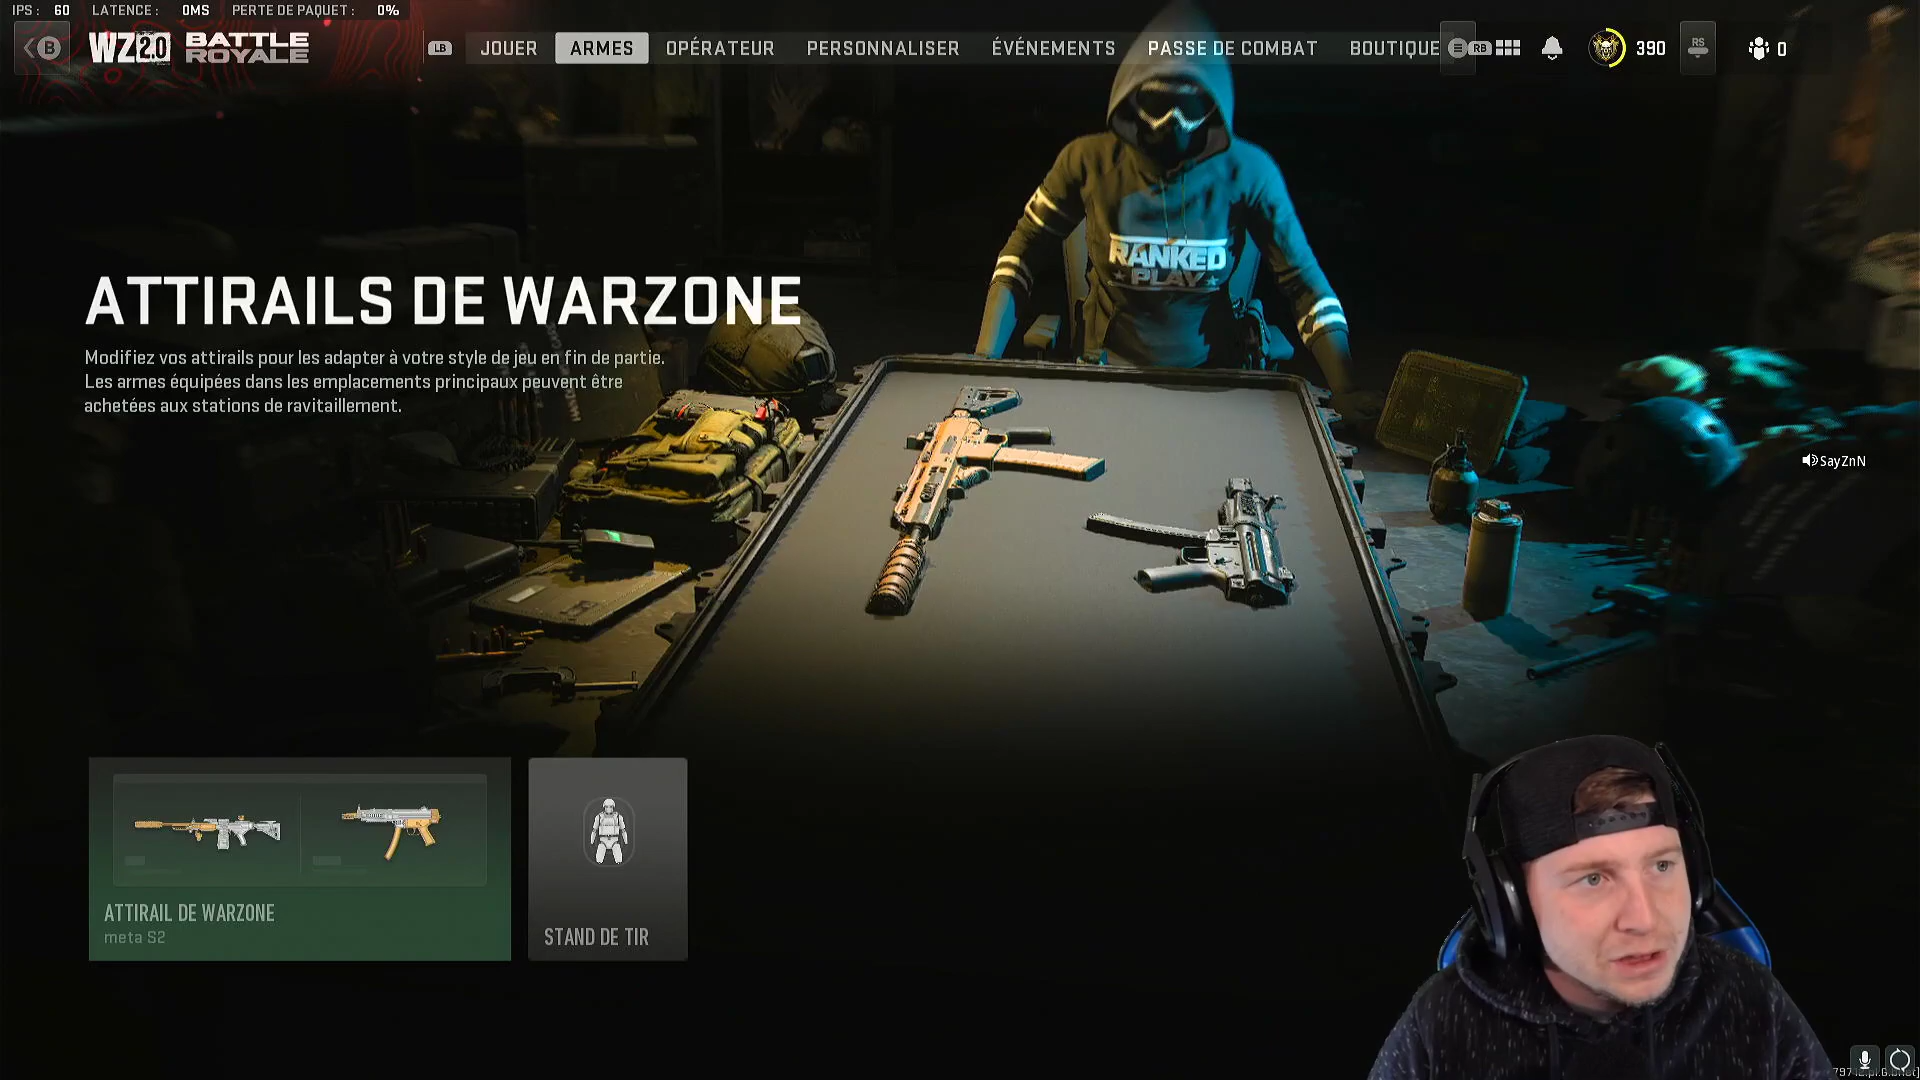 IPS : 60 LATENCE : 0MS PERTE DE PAQUET : 0%
B WZ2.0 BATTLE ROYALE LB JOUER ARMES OPÉRATEUR PERSONNALISER ÉVÉNEMENTS PASSE DE COMBAT BOUTIQUE RB 390 RS 0
RANKED
PLAY
ATTIRAILS DE WARZONE
Modifiez vos attirails pour les adapter à votre style de jeu en fin de partie.
Les armes équipées dans les emplacements principaux peuvent être
achetées aux stations de ravitaillement.
SayZnN
ATTIRAIL DE WARZONE
meta S2
STAND DE TIR